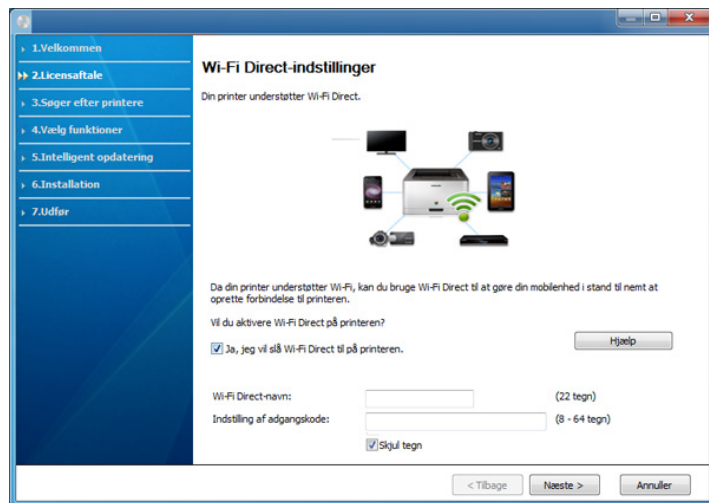 1.Velkommen
2.Licensaftale
3.Søger efter printere
4.Vælg funktioner
5.Intelligent opdatering
6.Installation
7.Udfør
Wi-Fi Direct-indstillinger
Din printer understøtter Wi-Fi Direct.
Da din printer understøtter Wi-Fi, kan du bruge Wi-Fi Direct til at gøre din mobilenhed i stand til nemt at
oprette forbindelse til printeren.
Vil du aktivere Wi-Fi Direct på printeren?
Ja, jeg vil slå Wi-Fi Direct til på printeren.
Hjælp
Wi-Fi Direct-navn: (22 tegn)
Indstilling af adgangskode: (8 - 64 tegn)
Skjul tegn
< Tilbage Næste > Annuller